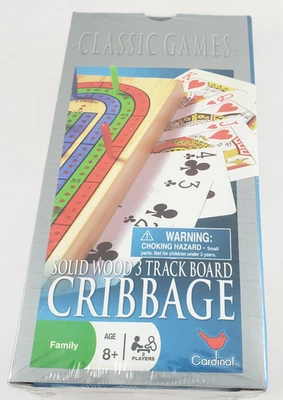 ·CLASSIC GAMES·
WARNING:
CHOKING HAZARD - Small
parts. Not for children under 3 years.
SOLID WOOD 3 TRACK BOARD
CRIBBAGE
Family
AGE
8+
2
PLAYERS
Cardinal